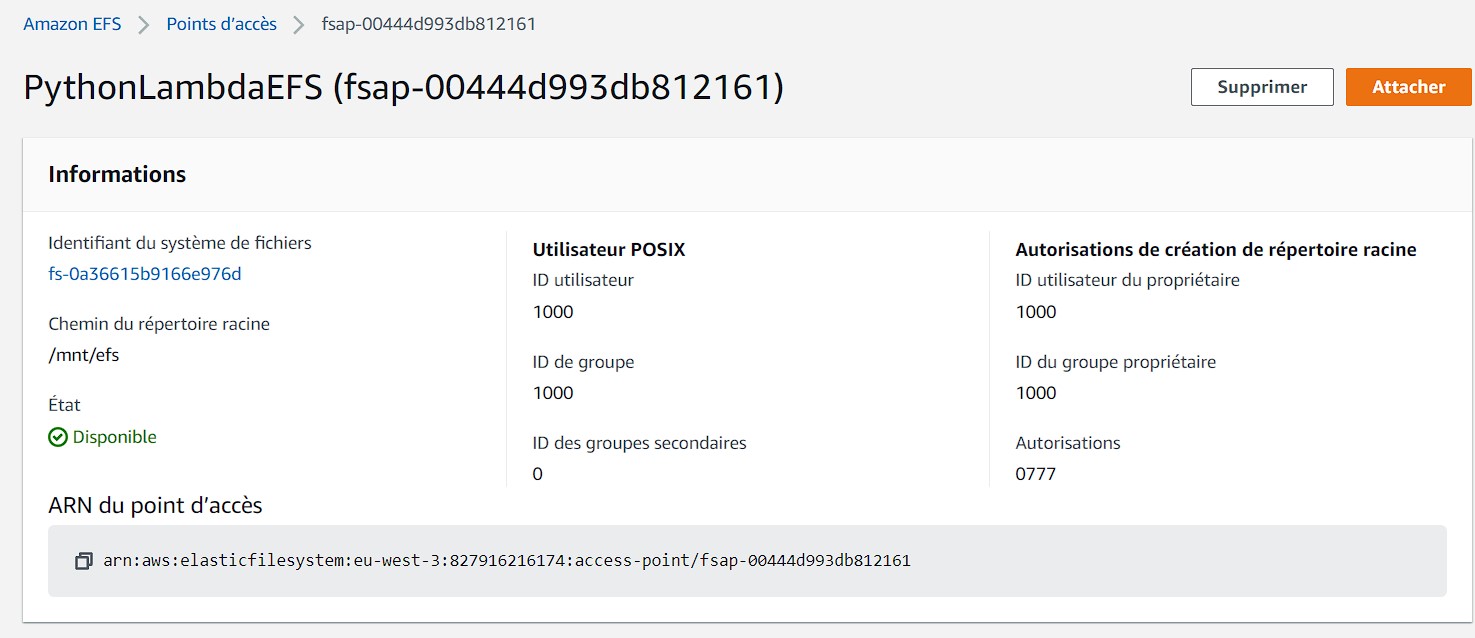 Amazon EFS > Points d’accès > fsap-00444d993db812161
PythonLambdaEFS (fsap-00444d993db812161)
Supprimer
Attacher
Informations
Identifiant du système de fichiers
fs-0a36615b9166e976d
Chemin du répertoire racine
/mnt/efs
État
Disponible
Utilisateur POSIX
ID utilisateur
1000
ID de groupe
1000
ID des groupes secondaires
0
Autorisations de création de répertoire racine
ID utilisateur du propriétaire
1000
ID du groupe propriétaire
1000
Autorisations
0777
ARN du point d’accès
arn:aws:elasticfilesystem:eu-west-3:827916216174:access-point/fsap-00444d993db812161